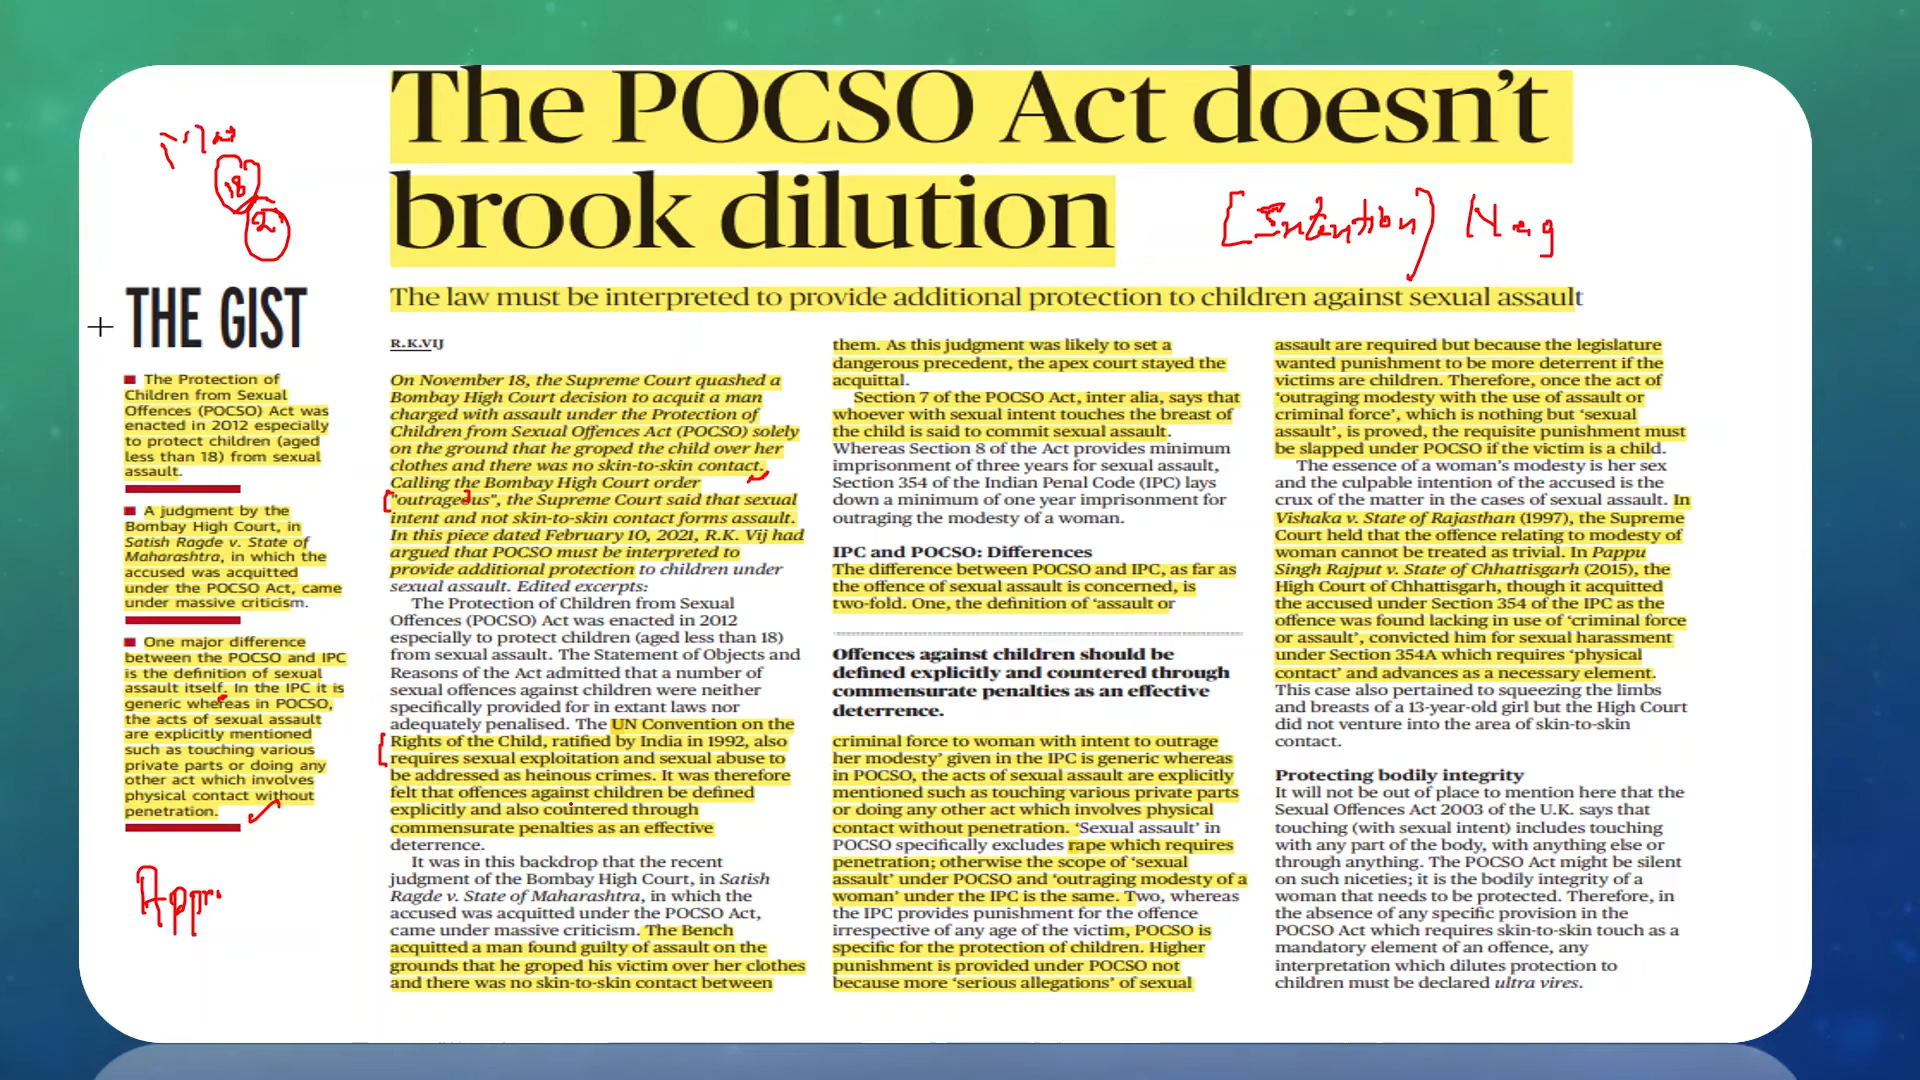 The POCSO Act doesn't
brook dilution
18
2
[Intention] Neg
The law must be interpreted to provide additional protection to children against sexual assault
THE GIST
The Protection of
Children from Sexual
Offences (POCSO) Act was
enacted in 2012 especially
to protect children (aged
less than 18) from sexual
assault.
A judgment by the
Bombay High Court, in
Satish Ragde v. State of
Maharashtra, in which the
accused was acquitted
under the POCSO Act, came
under massive criticism.
One major difference
between the POCSO and IPC
is the definition of sexual
assault itself. In the IPC it is
generic whereas in POCSO,
the acts of sexual assault
are explicitly mentioned
such as touching various
private parts or doing any
other act which involves
physical contact without
penetration.
R.K.VIJ
On November 18, the Supreme Court quashed a
Bombay High Court decision to acquit a man
charged with assault under the Protection of
Children from Sexual Offences Act (POCSO) solely
on the ground that he groped the child over her
clothes and there was no skin-to-skin contact.
Calling the Bombay High Court order
"outrageous", the Supreme Court said that sexual
intent and not skin-to-skin contact forms assault.
In this piece dated February 10, 2021, R.K. Vij had
argued that POCSO must be interpreted to
provide additional protection to children under
sexual assault. Edited excerpts:
The Protection of Children from Sexual
Offences (POCSO) Act was enacted in 2012
especially to protect children (aged less than 18)
from sexual assault. The Statement of Objects and
Reasons of the Act admitted that a number of
sexual offences against children were neither
specifically provided for in extant laws nor
adequately penalised. The UN Convention on the
Rights of the Child, ratified by India in 1992, also
requires sexual exploitation and sexual abuse to
be addressed as heinous crimes. It was therefore
felt that offences against children be defined
explicitly and also countered through
commensurate penalties as an effective
deterrence.
It was in this backdrop that the recent
judgment of the Bombay High Court, in Satish
Ragde v. State of Maharashtra, in which the
accused was acquitted under the POCSO Act,
came under massive criticism. The Bench
acquitted a man found guilty of assault on the
grounds that he groped his victim over her clothes
and there was no skin-to-skin contact between
them. As this judgment was likely to set a
dangerous precedent, the apex court stayed the
acquittal.
Section 7 of the POCSO Act, inter alia, says that
whoever with sexual intent touches the breast of
the child is said to commit sexual assault.
Whereas Section 8 of the Act provides minimum
imprisonment of three years for sexual assault,
Section 354 of the Indian Penal Code (IPC) lays
down a minimum of one year imprisonment for
outraging the modesty of a woman.
IPC and POCSO: Differences
The difference between POCSO and IPC, as far as
the offence of sexual assault is concerned, is
two-fold. One, the definition of 'assault or
Offences against children should be
defined explicitly and countered through
commensurate penalties as an effective
deterrence.
criminal force to woman with intent to outrage
her modesty' given in the IPC is generic whereas
in POCSO, the acts of sexual assault are explicitly
mentioned such as touching various private parts
or doing any other act which involves physical
contact without penetration. 'Sexual assault' in
POCSO specifically excludes rape which requires
penetration; otherwise the scope of 'sexual
assault' under POCSO and 'outraging modesty of a
woman' under the IPC is the same. Two, whereas
the IPC provides punishment for the offence
irrespective of any age of the victim, POCSO is
specific for the protection of children. Higher
punishment is provided under POCSO not
because more 'serious allegations' of sexual
assault are required but because the legislature
wanted punishment to be more deterrent if the
victims are children. Therefore, once the act of
'outraging modesty with the use of assault or
criminal force', which is nothing but 'sexual
assault', is proved, the requisite punishment must
be slapped under POCSO if the victim is a child.
The essence of a woman's modesty is her sex
and the culpable intention of the accused is the
crux of the matter in the cases of sexual assault. In
Vishaka v. State of Rajasthan (1997), the Supreme
Court held that the offence relating to modesty of
woman cannot be treated as trivial. In Pappu
Singh Rajput v. State of Chhattisgarh (2015), the
High Court of Chhattisgarh, though it acquitted
the accused under Section 354 of the IPC as the
offence was found lacking in use of 'criminal force
or assault', convicted him for sexual harassment
under Section 354A which requires 'physical
contact' and advances as a necessary element.
This case also pertained to squeezing the limbs
and breasts of a 13-year-old girl but the High Court
did not venture into the area of skin-to-skin
contact.
Protecting bodily integrity
It will not be out of place to mention here that the
Sexual Offences Act 2003 of the U.K. says that
touching (with sexual intent) includes touching
with any part of the body, with anything else or
through anything. The POCSO Act might be silent
on such niceties; it is the bodily integrity of a
woman that needs to be protected. Therefore, in
the absence of any specific provision in the
POCSO Act which requires skin-to-skin touch as a
mandatory element of an offence, any
interpretation which dilutes protection to
children must be declared ultra vires.